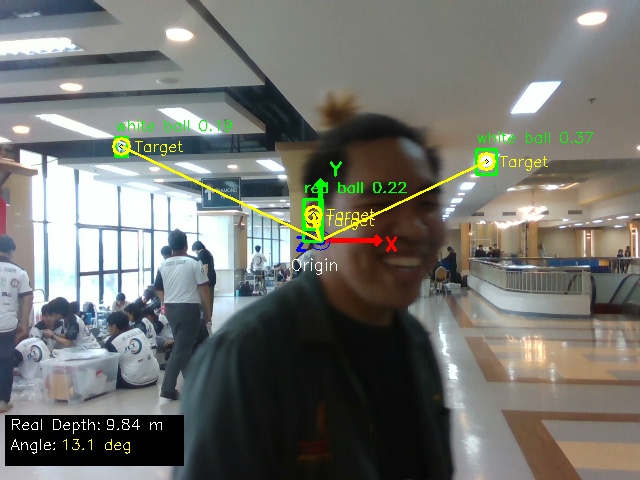 white ball 0.19
Target
white ball 0.37
Target
Y
red ball 0.22
Target
Target
Z
X
Origin
Real Depth: 9.84 m
Angle: 13.1 deg